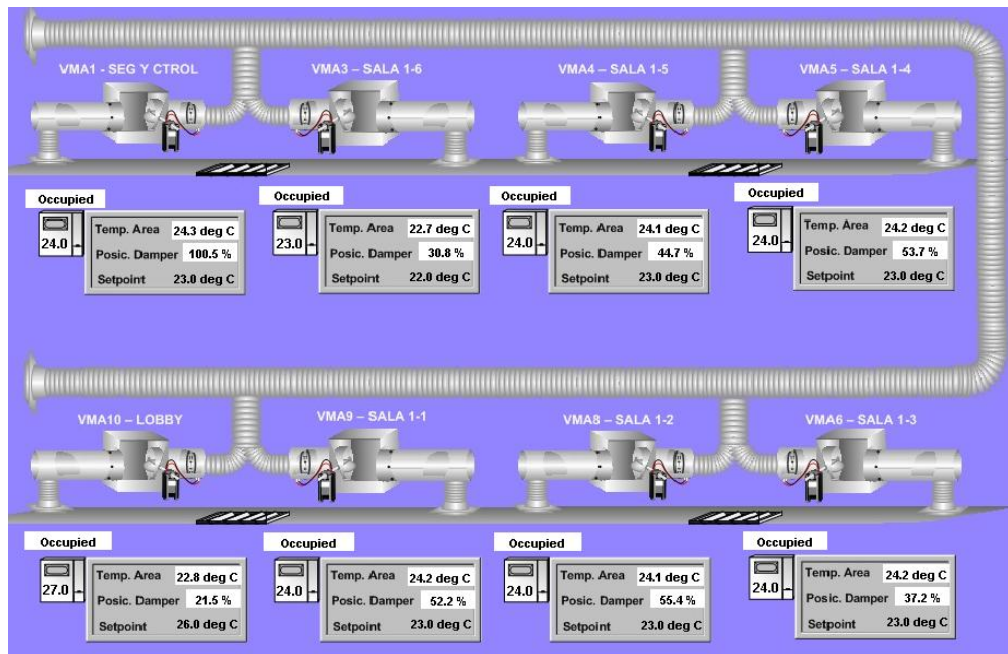 VMA1 - SEG Y CTROL
VMA3 – SALA 1-6
VMA4 – SALA 1-5
VMA5 – SALA 1-4
Occupied
24.0
Temp. Area 24.3 deg C
Posic. Damper 100.5 %
Setpoint 23.0 deg C
Occupied
23.0
Temp. Area 22.7 deg C
Posic. Damper 30.8 %
Setpoint 22.0 deg C
Occupied
24.0
Temp. Area 24.1 deg C
Posic. Damper 44.7 %
Setpoint 23.0 deg C
Occupied
24.0
Temp. Area 24.2 deg C
Posic. Damper 53.7 %
Setpoint 23.0 deg C
VMA10 – LOBBY
VMA9 – SALA 1-1
VMA8 – SALA 1-2
VMA6 – SALA 1-3
Occupied
27.0
Temp. Area 22.8 deg C
Posic. Damper 21.5 %
Setpoint 26.0 deg C
Occupied
24.0
Temp. Area 24.2 deg C
Posic. Damper 52.2 %
Setpoint 23.0 deg C
Occupied
24.0
Temp. Area 24.1 deg C
Posic. Damper 55.4 %
Setpoint 23.0 deg C
Occupied
24.0
Temp. Area 24.2 deg C
Posic. Damper 37.2 %
Setpoint 23.0 deg C